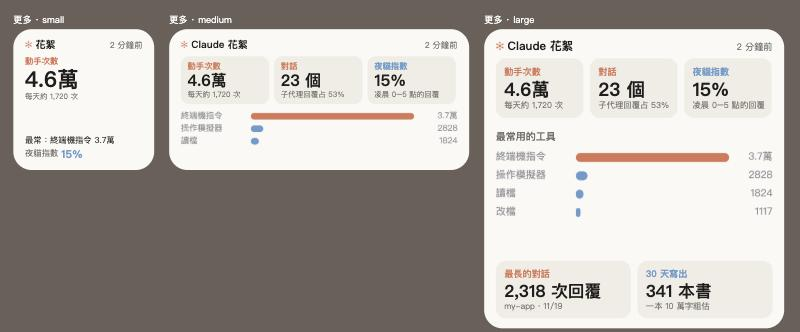 更多 · small
✻ 花絮 2 分鐘前
動手次數
4.6萬
每天約 1,720 次
最常：終端機指令 3.7萬
夜貓指數 15%
更多 · medium
✻ Claude 花絮 2 分鐘前
動手次數 對話 夜貓指數
4.6萬 23 個 15%
每天約 1,720 次 子代理回覆占 53% 凌晨 0–5 點的回覆
終端機指令 3.7萬
操作模擬器 2828
讀檔 1824
更多 · large
✻ Claude 花絮 2 分鐘前
動手次數 對話 夜貓指數
4.6萬 23 個 15%
每天約 1,720 次 子代理回覆占 53% 凌晨 0–5 點的回覆
最常用的工具
終端機指令 3.7萬
操作模擬器 2828
讀檔 1824
改檔 1117
最長的對話 30 天寫出
2,318 次回覆 341 本書
my-app · 11/19 一本 10 萬字粗估